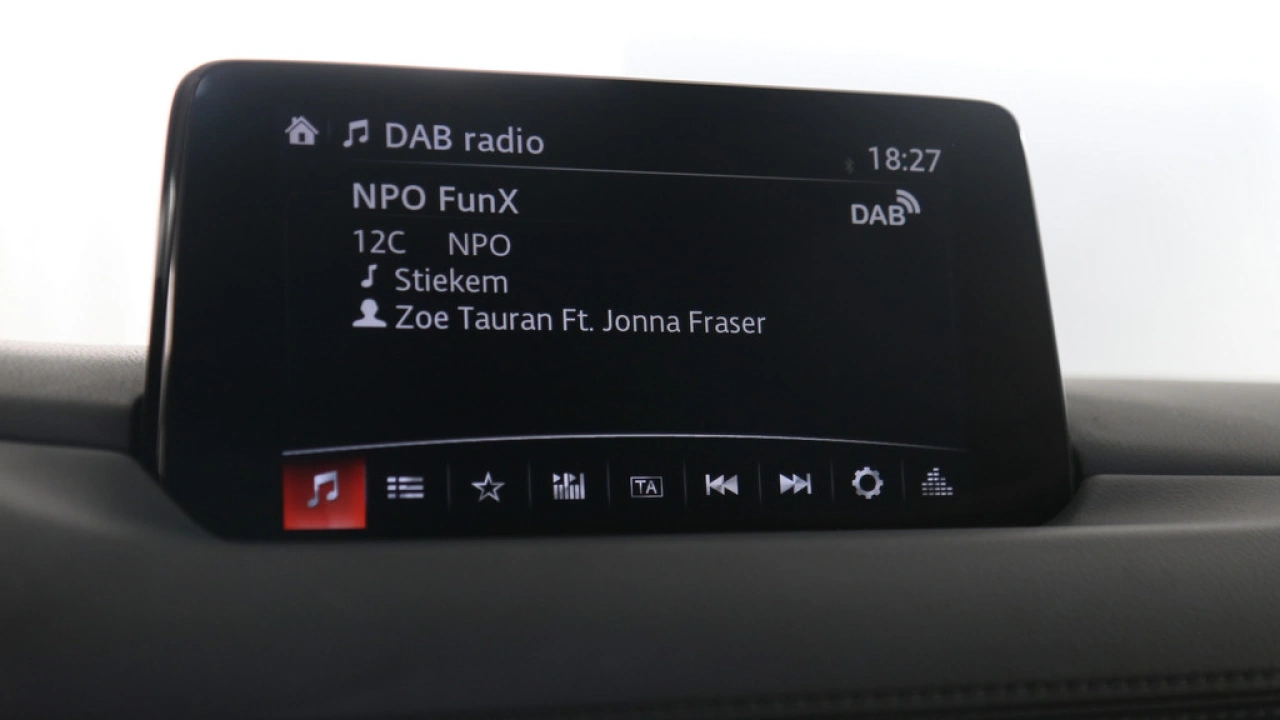 DAB radio
18:27
NPO FunX
DAB
12C NPO
Stiekem
Zoe Tauran Ft. Jonna Fraser
TA